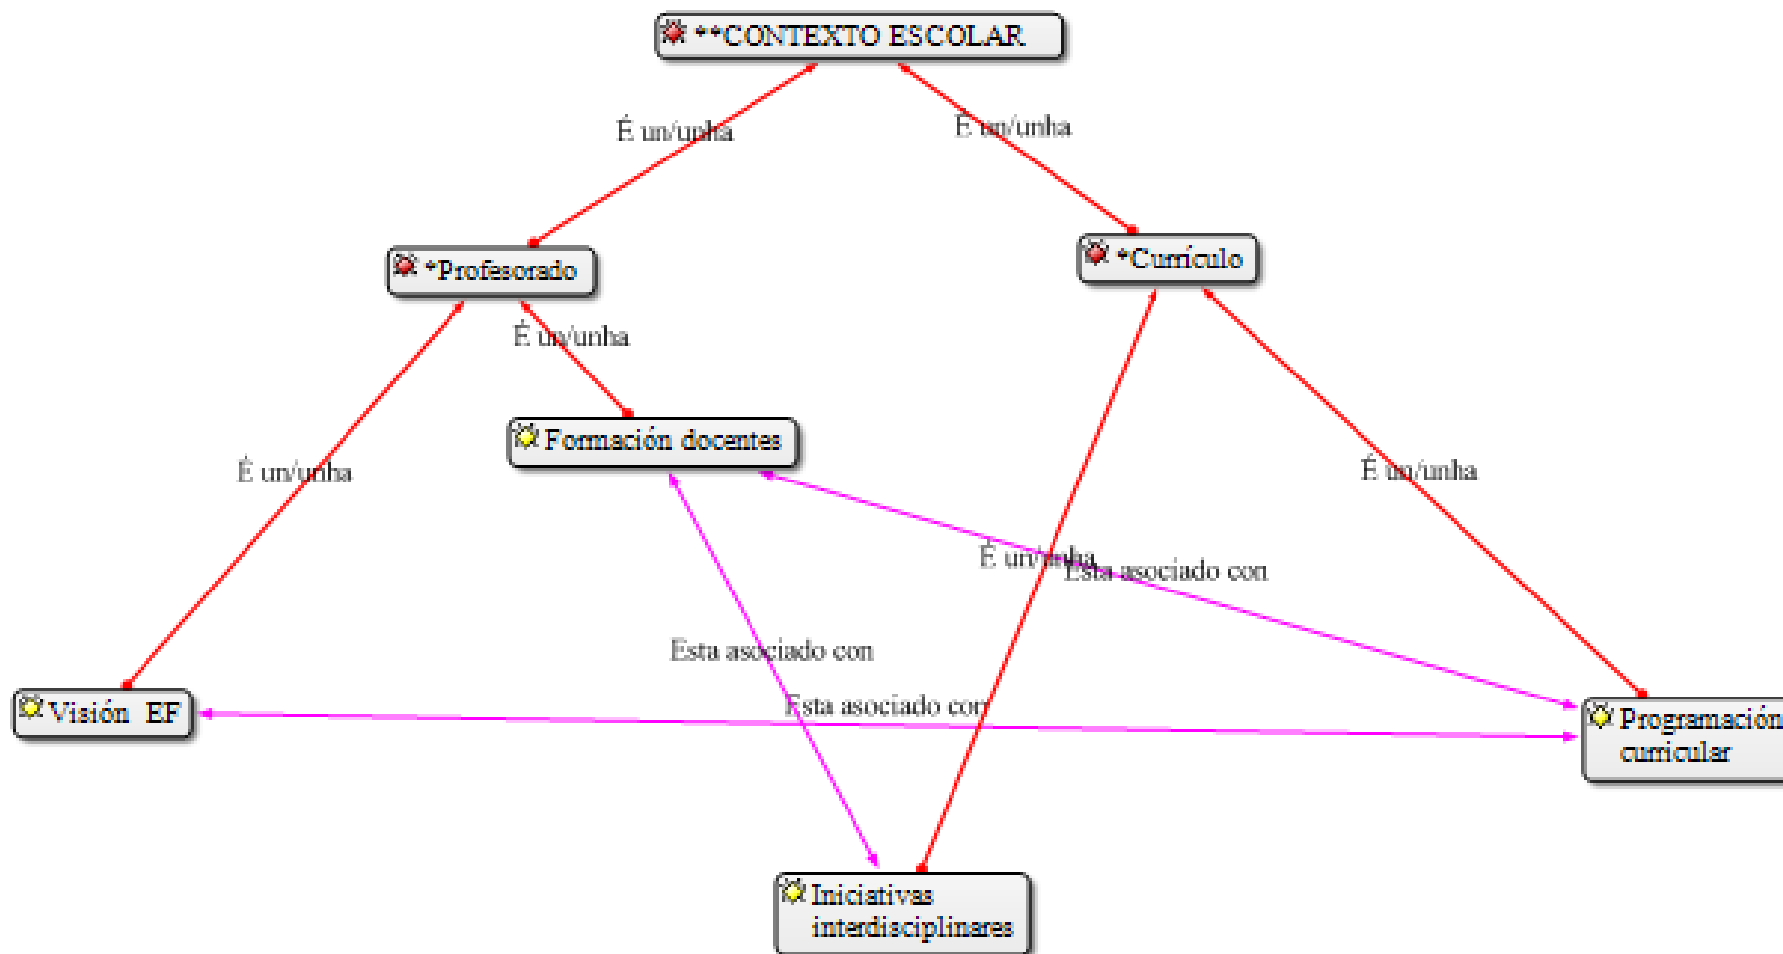 **CONTEXTO ESCOLAR
É un/unha
É un/unha
*Profesorado
*Currículo
É un/unha
Formación docentes
É un/unha
É un/unha
É un/unha
Esta asociado con
Esta asociado con
Visión EF
Esta asociado con
Programación
curricular
Iniciativas
interdisciplinares